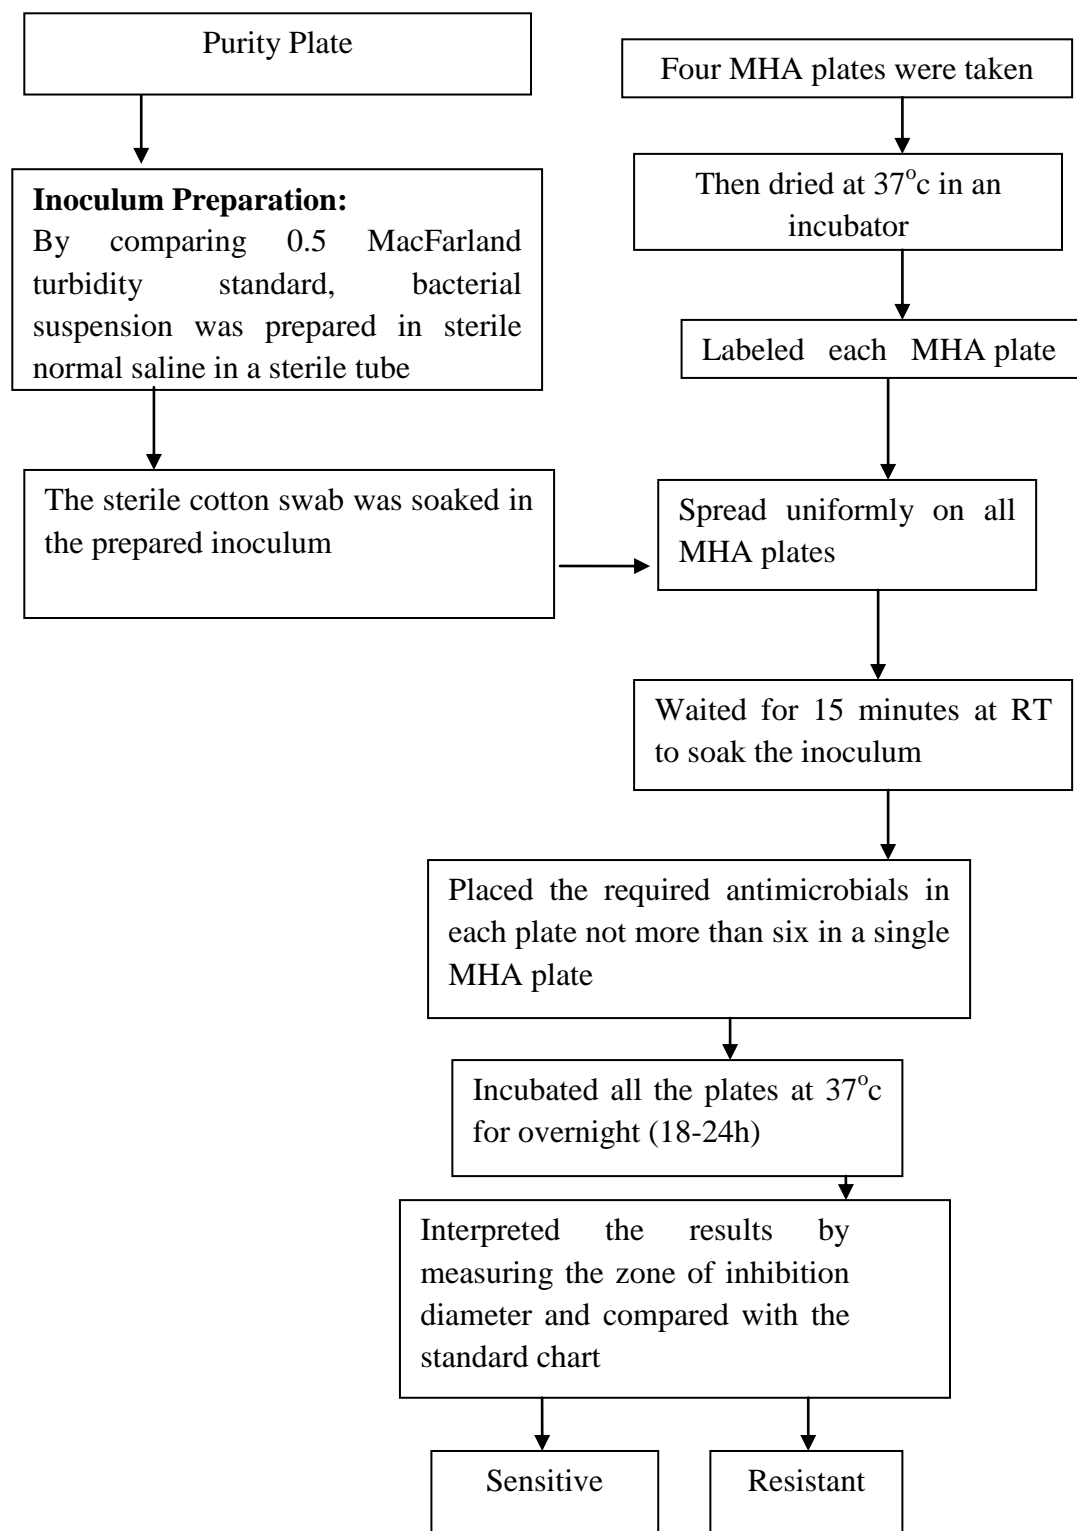 Purity Plate
Inoculum Preparation:
By comparing 0.5 MacFarland
turbidity standard, bacterial
suspension was prepared in sterile
normal saline in a sterile tube
The sterile cotton swab was soaked in
the prepared inoculum
Four MHA plates were taken
Then dried at 37°c in an
incubator
Labeled each MHA plate
Spread uniformly on all
MHA plates
Waited for 15 minutes at RT
to soak the inoculum
Placed the required antimicrobials in
each plate not more than six in a single
MHA plate
Incubated all the plates at 37°c
for overnight (18-24h)
Interpreted the results by
measuring the zone of inhibition
diameter and compared with the
standard chart
Sensitive
Resistant